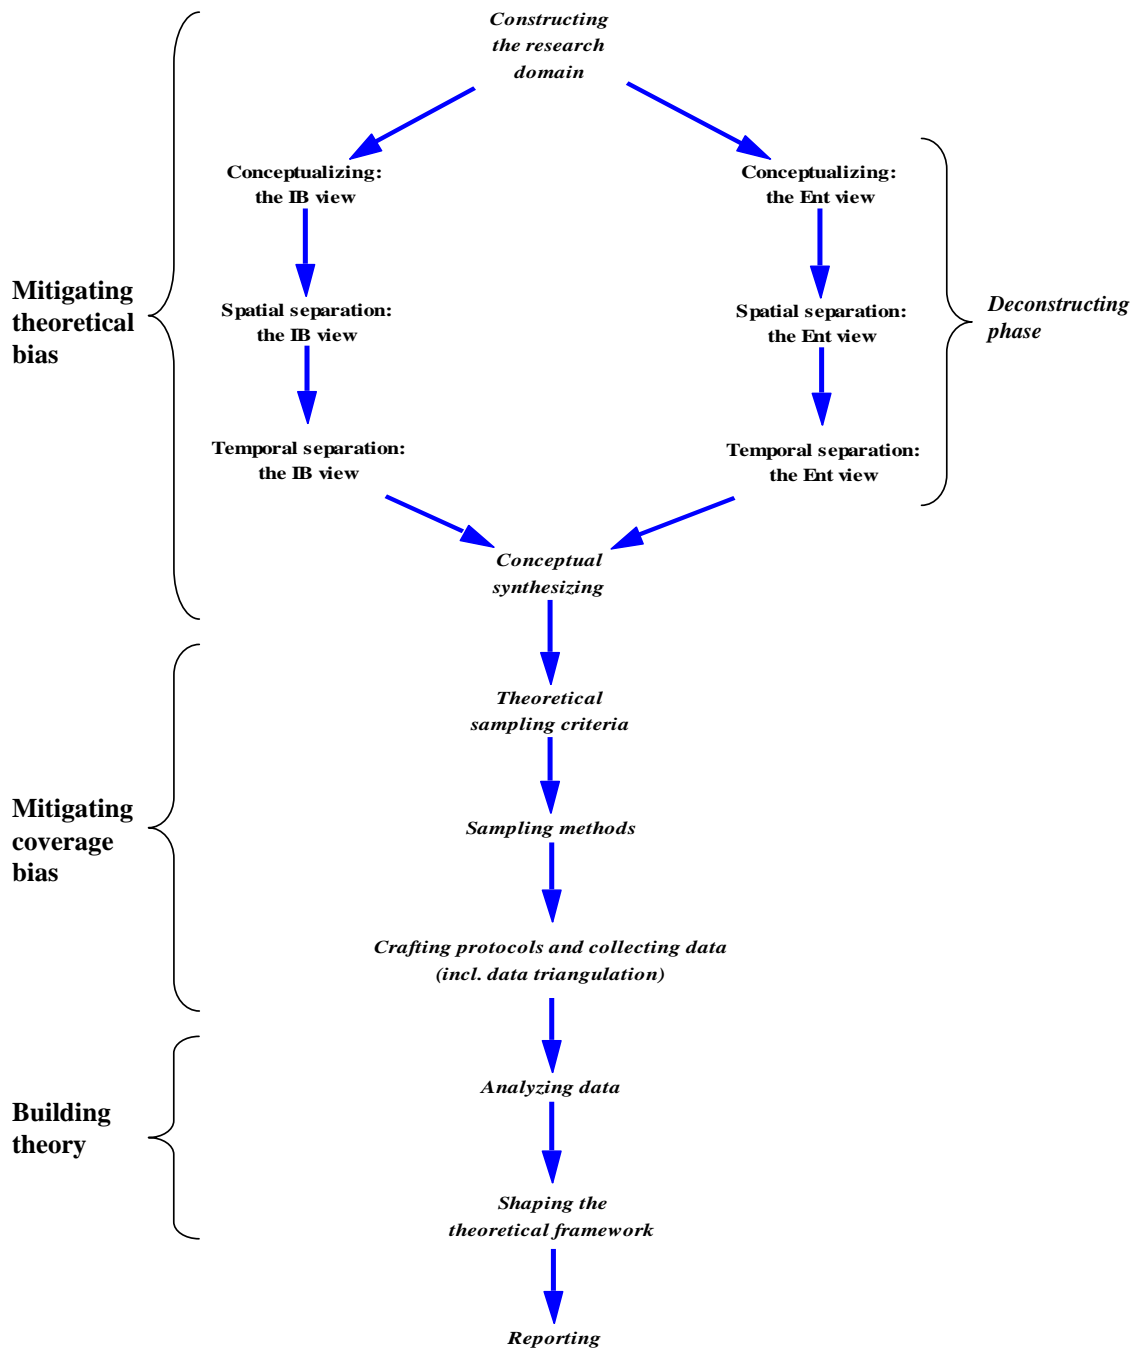 Constructing
the research
domain
Conceptualizing:
the IB view
Conceptualizing:
the Ent view
Mitigating
theoretical
bias
Spatial separation:
the IB view
Spatial separation:
the Ent view
Deconstructing
phase
Temporal separation:
the IB view
Temporal separation:
the Ent view
Conceptual
synthesizing
Theoretical
sampling criteria
Mitigating
coverage
bias
Sampling methods
Crafting protocols and collecting data
(incl. data triangulation)
Analyzing data
Building
theory
Shaping the
theoretical framework
Reporting